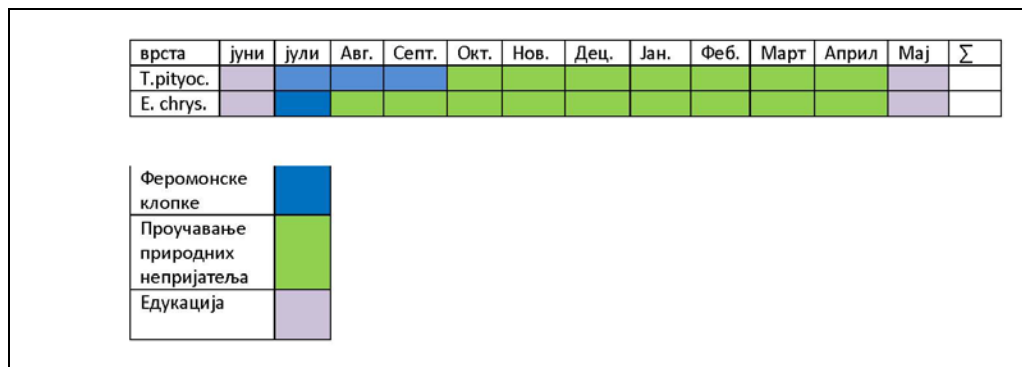 врста јуни јули Авг. Септ. Окт. Нов. Дец. Јан. Феб. Март Април Мај ∑
T.pityoc.
E. chrys.
Феромонске
клопке
Проучавање
природних
непријатеља
Едукација